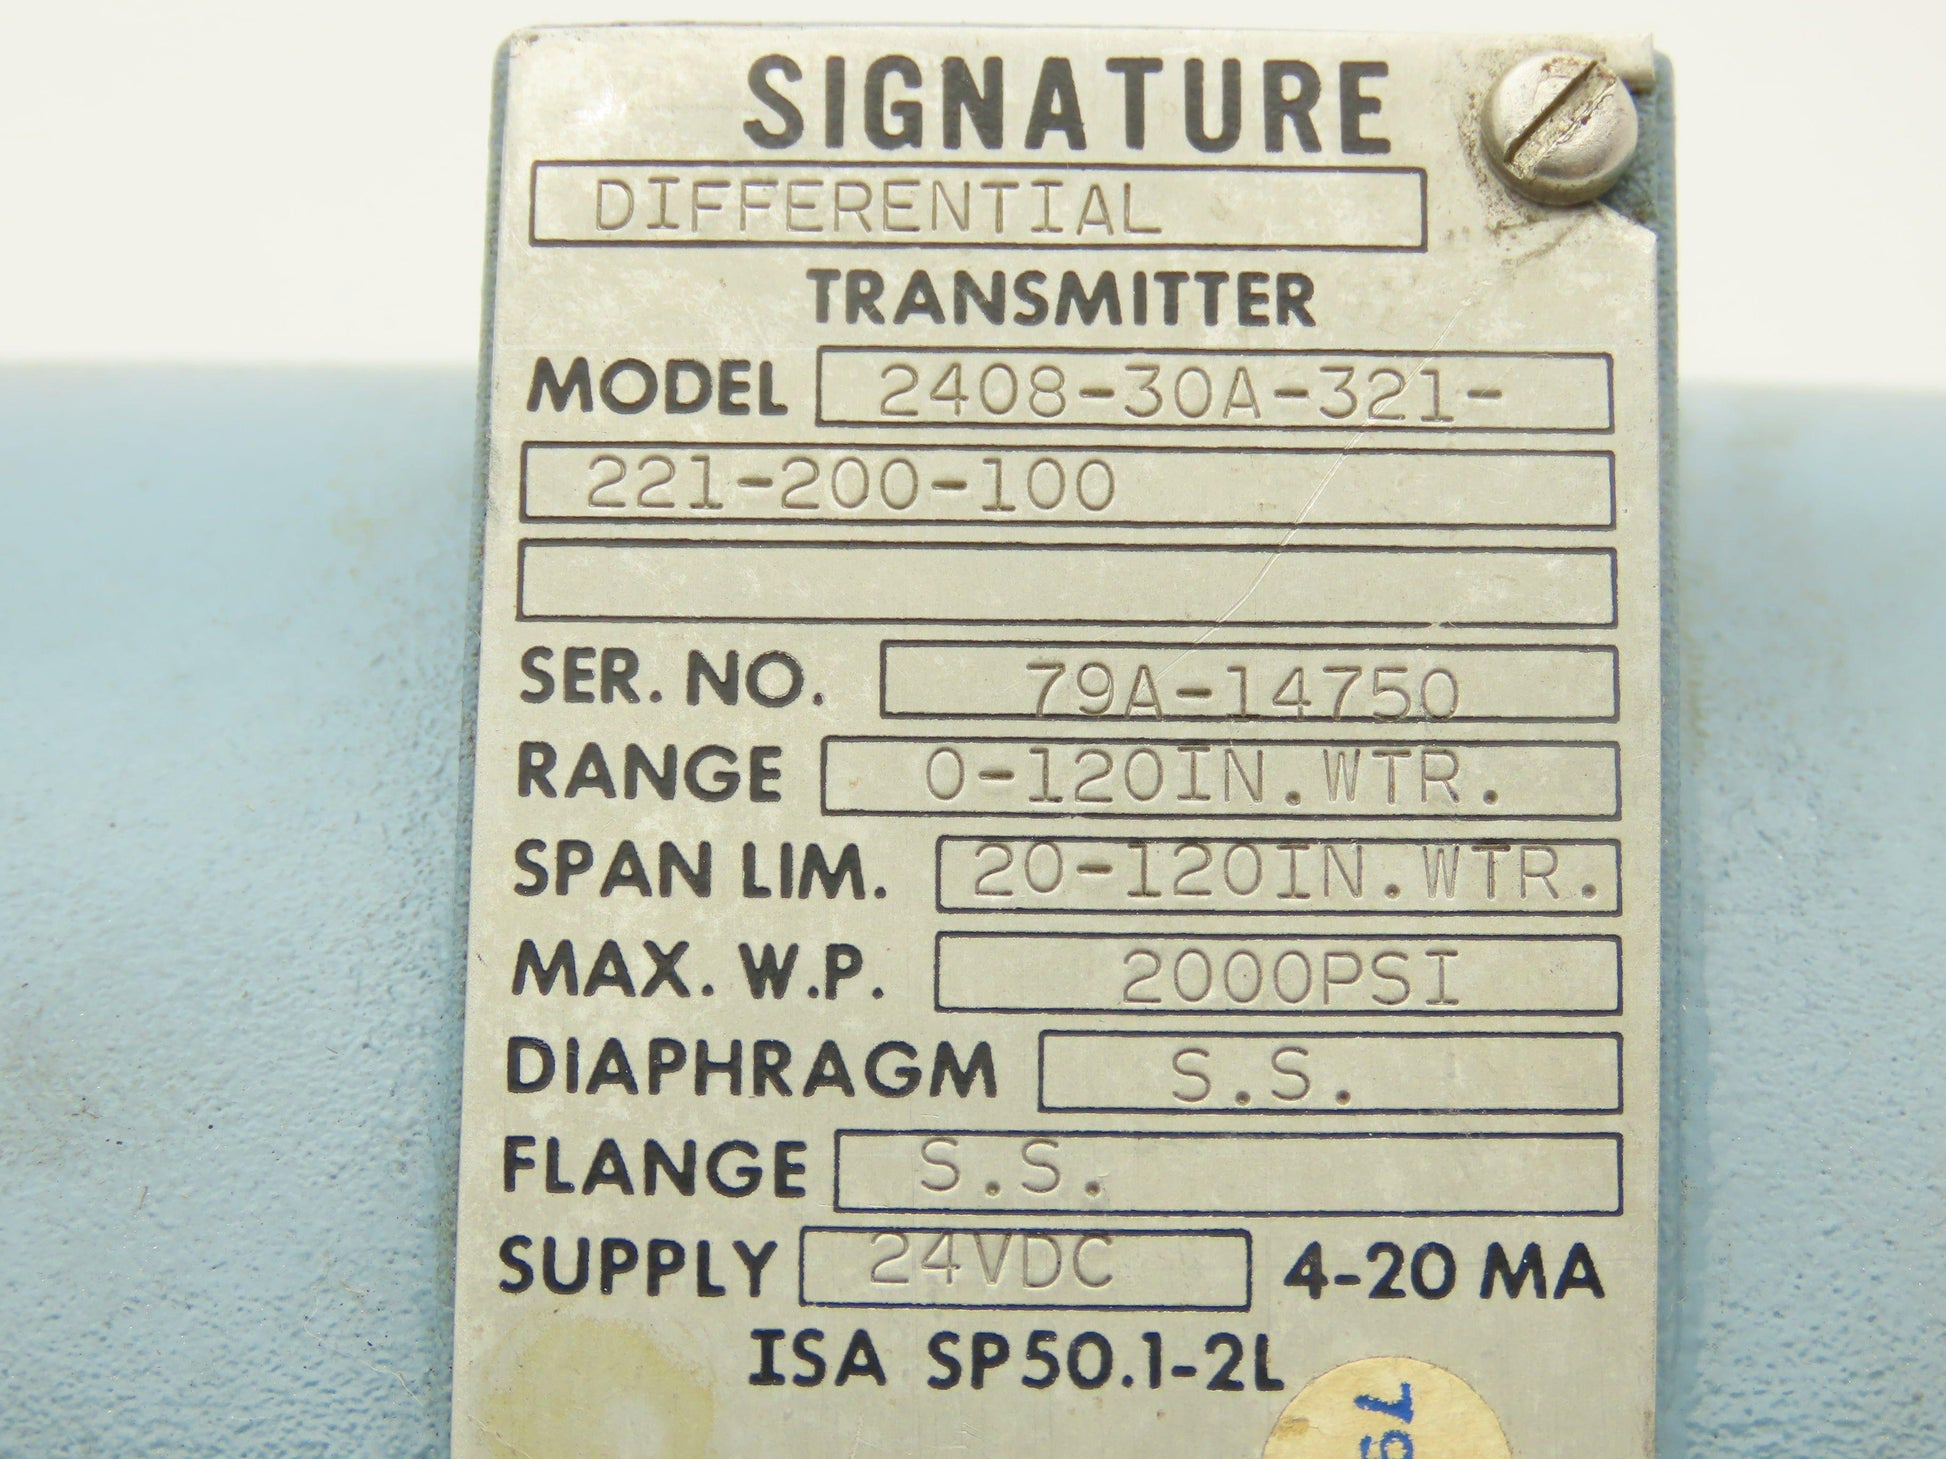 SIGNATURE
DIFFERENTIAL
TRANSMITTER
MODEL 2408-30A-321-
221-200-100
SER. NO. 79A-14750
RANGE 0-120IN.WTR.
SPAN LIM. 20-120IN.WTR.
MAX. W.P. 2000PSI
DIAPHRAGM S.S.
FLANGE S.S.
SUPPLY 24VDC 4-20 MA
ISA SP50.1-2L